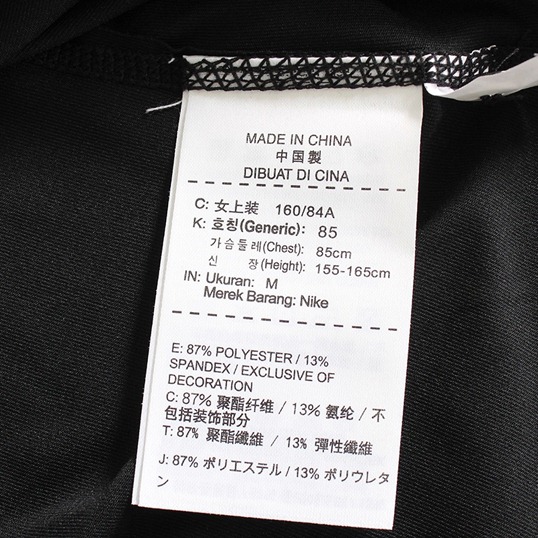 MADE IN CHINA
中国製
DIBUAT DI CINA
C: 女上装 160/84A
K: 호칭(Generic): 85
가슴둘레(Chest): 85cm
신 장(Height): 155-165cm
IN: Ukuran: M
Merek Barang: Nike
E: 87% POLYESTER / 13%
SPANDEX / EXCLUSIVE OF
DECORATION
C: 87% 聚酯纤维 / 13% 氨纶 / 不
包括装饰部分
T: 87% 聚酯纖維 / 13% 彈性纖維
J: 87% ポリエステル / 13% ポリウレタ
ン